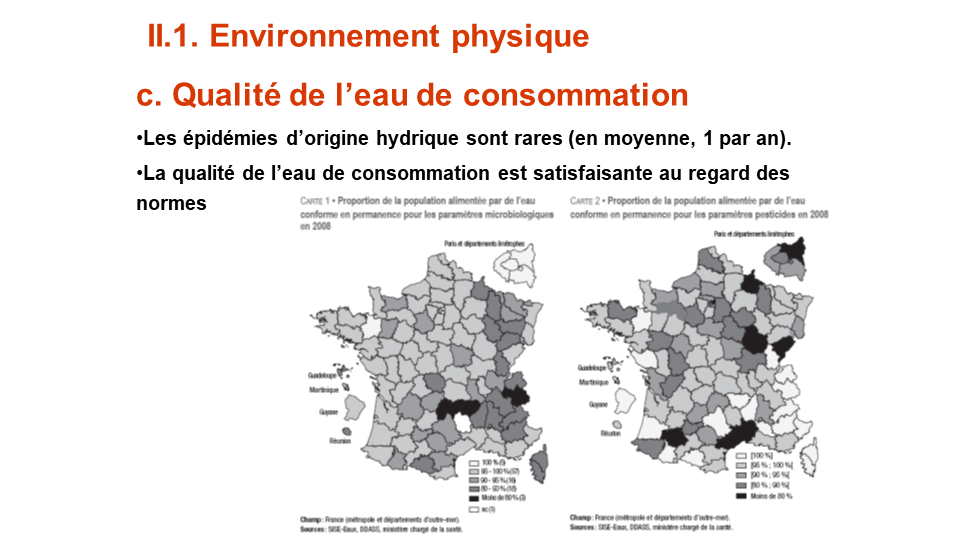 II.1. Environnement physique
c. Qualité de l’eau de consommation
•Les épidémies d’origine hydrique sont rares (en moyenne, 1 par an).
•La qualité de l’eau de consommation est satisfaisante au regard des
normes
CARTE 1 • Proportion de la population alimentée par de l'eau
conforme en permanence pour les paramètres microbiologiques
en 2008
Paris et départements limitrophes
Guadeloupe
Martinique
Guyane
Réunion
100 % (5)
95 - 100 % (57)
90 - 95 % (16)
80 - 90 % (18)
Moins de 80 % (3)
nc (1)
Champ : France (métropole et départements d'outre-mer).
Sources : SISE-Eaux, DDASS, ministère chargé de la santé.
CARTE 2 • Proportion de la population alimentée par de l'eau
conforme en permanence pour les paramètres pesticides en 2008
Paris et départements limitrophes
Guadeloupe
Martinique
Guyane
Réunion
[100 %]
[95 % ; 100 %[
[90 % ; 95 %[
[80 % ; 90 %[
Moins de 80 %
Champ : France (métropole et départements d'outre-mer).
Sources : SISE-Eaux, DDASS, ministère chargé de la santé.